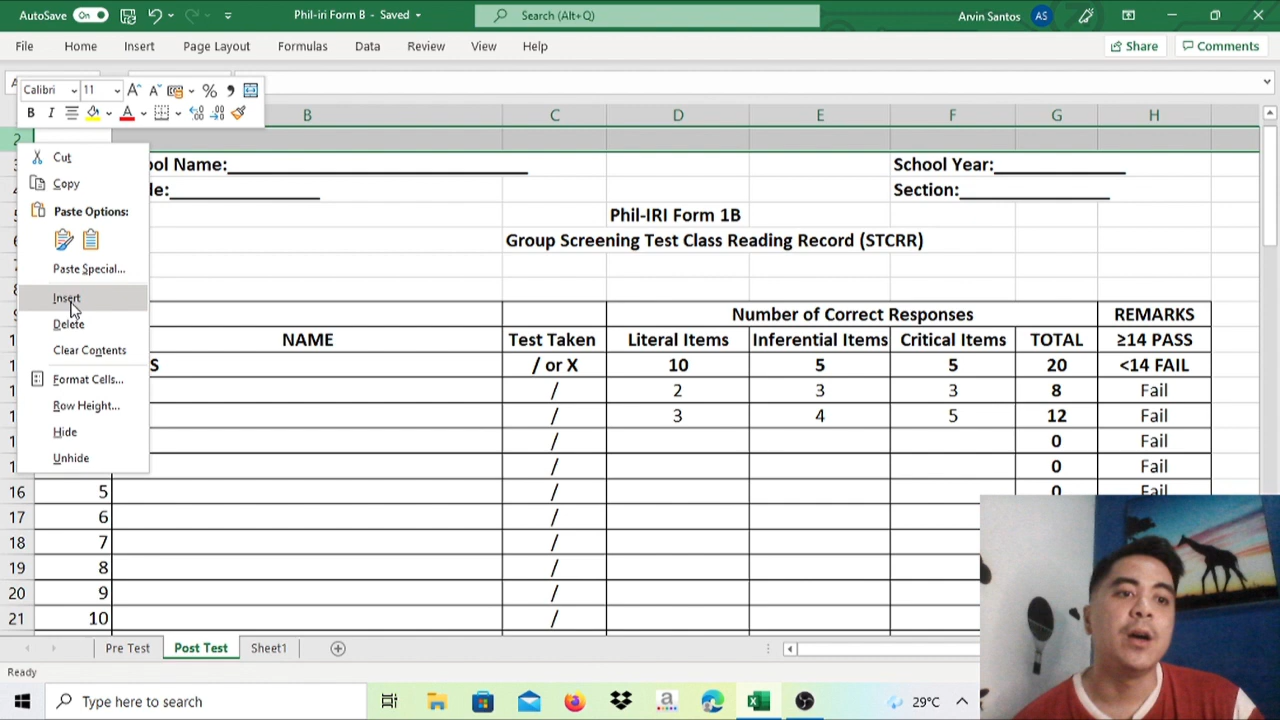 AutoSave On Phil-iri Form B - Saved Search (Alt+Q) Arvin Santos AS
File Home Insert Page Layout Formulas Data Review View Help Share Comments
Calibri 11 A A %
B I A
B C D E F G H
2
Cut
Copy
Paste Options:
Paste Special...
Insert
Delete
Clear Contents
Format Cells...
Row Height...
Hide
Unhide
ool Name: School Year:
de: Section:
Phil-IRI Form 1B
Group Screening Test Class Reading Record (STCRR)
Number of Correct Responses REMARKS
NAME Test Taken Literal Items Inferential Items Critical Items TOTAL ≥14 PASS
S / or X 10 5 5 20 <14 FAIL
/ 2 3 3 8 Fail
/ 3 4 5 12 Fail
/ 0 Fail
/ 0 Fail
16 5 / 0 Fail
17 6 /
18 7 /
19 8 /
20 9 /
21 10 /
Pre Test Post Test Sheet1
Ready
Type here to search a 29°C